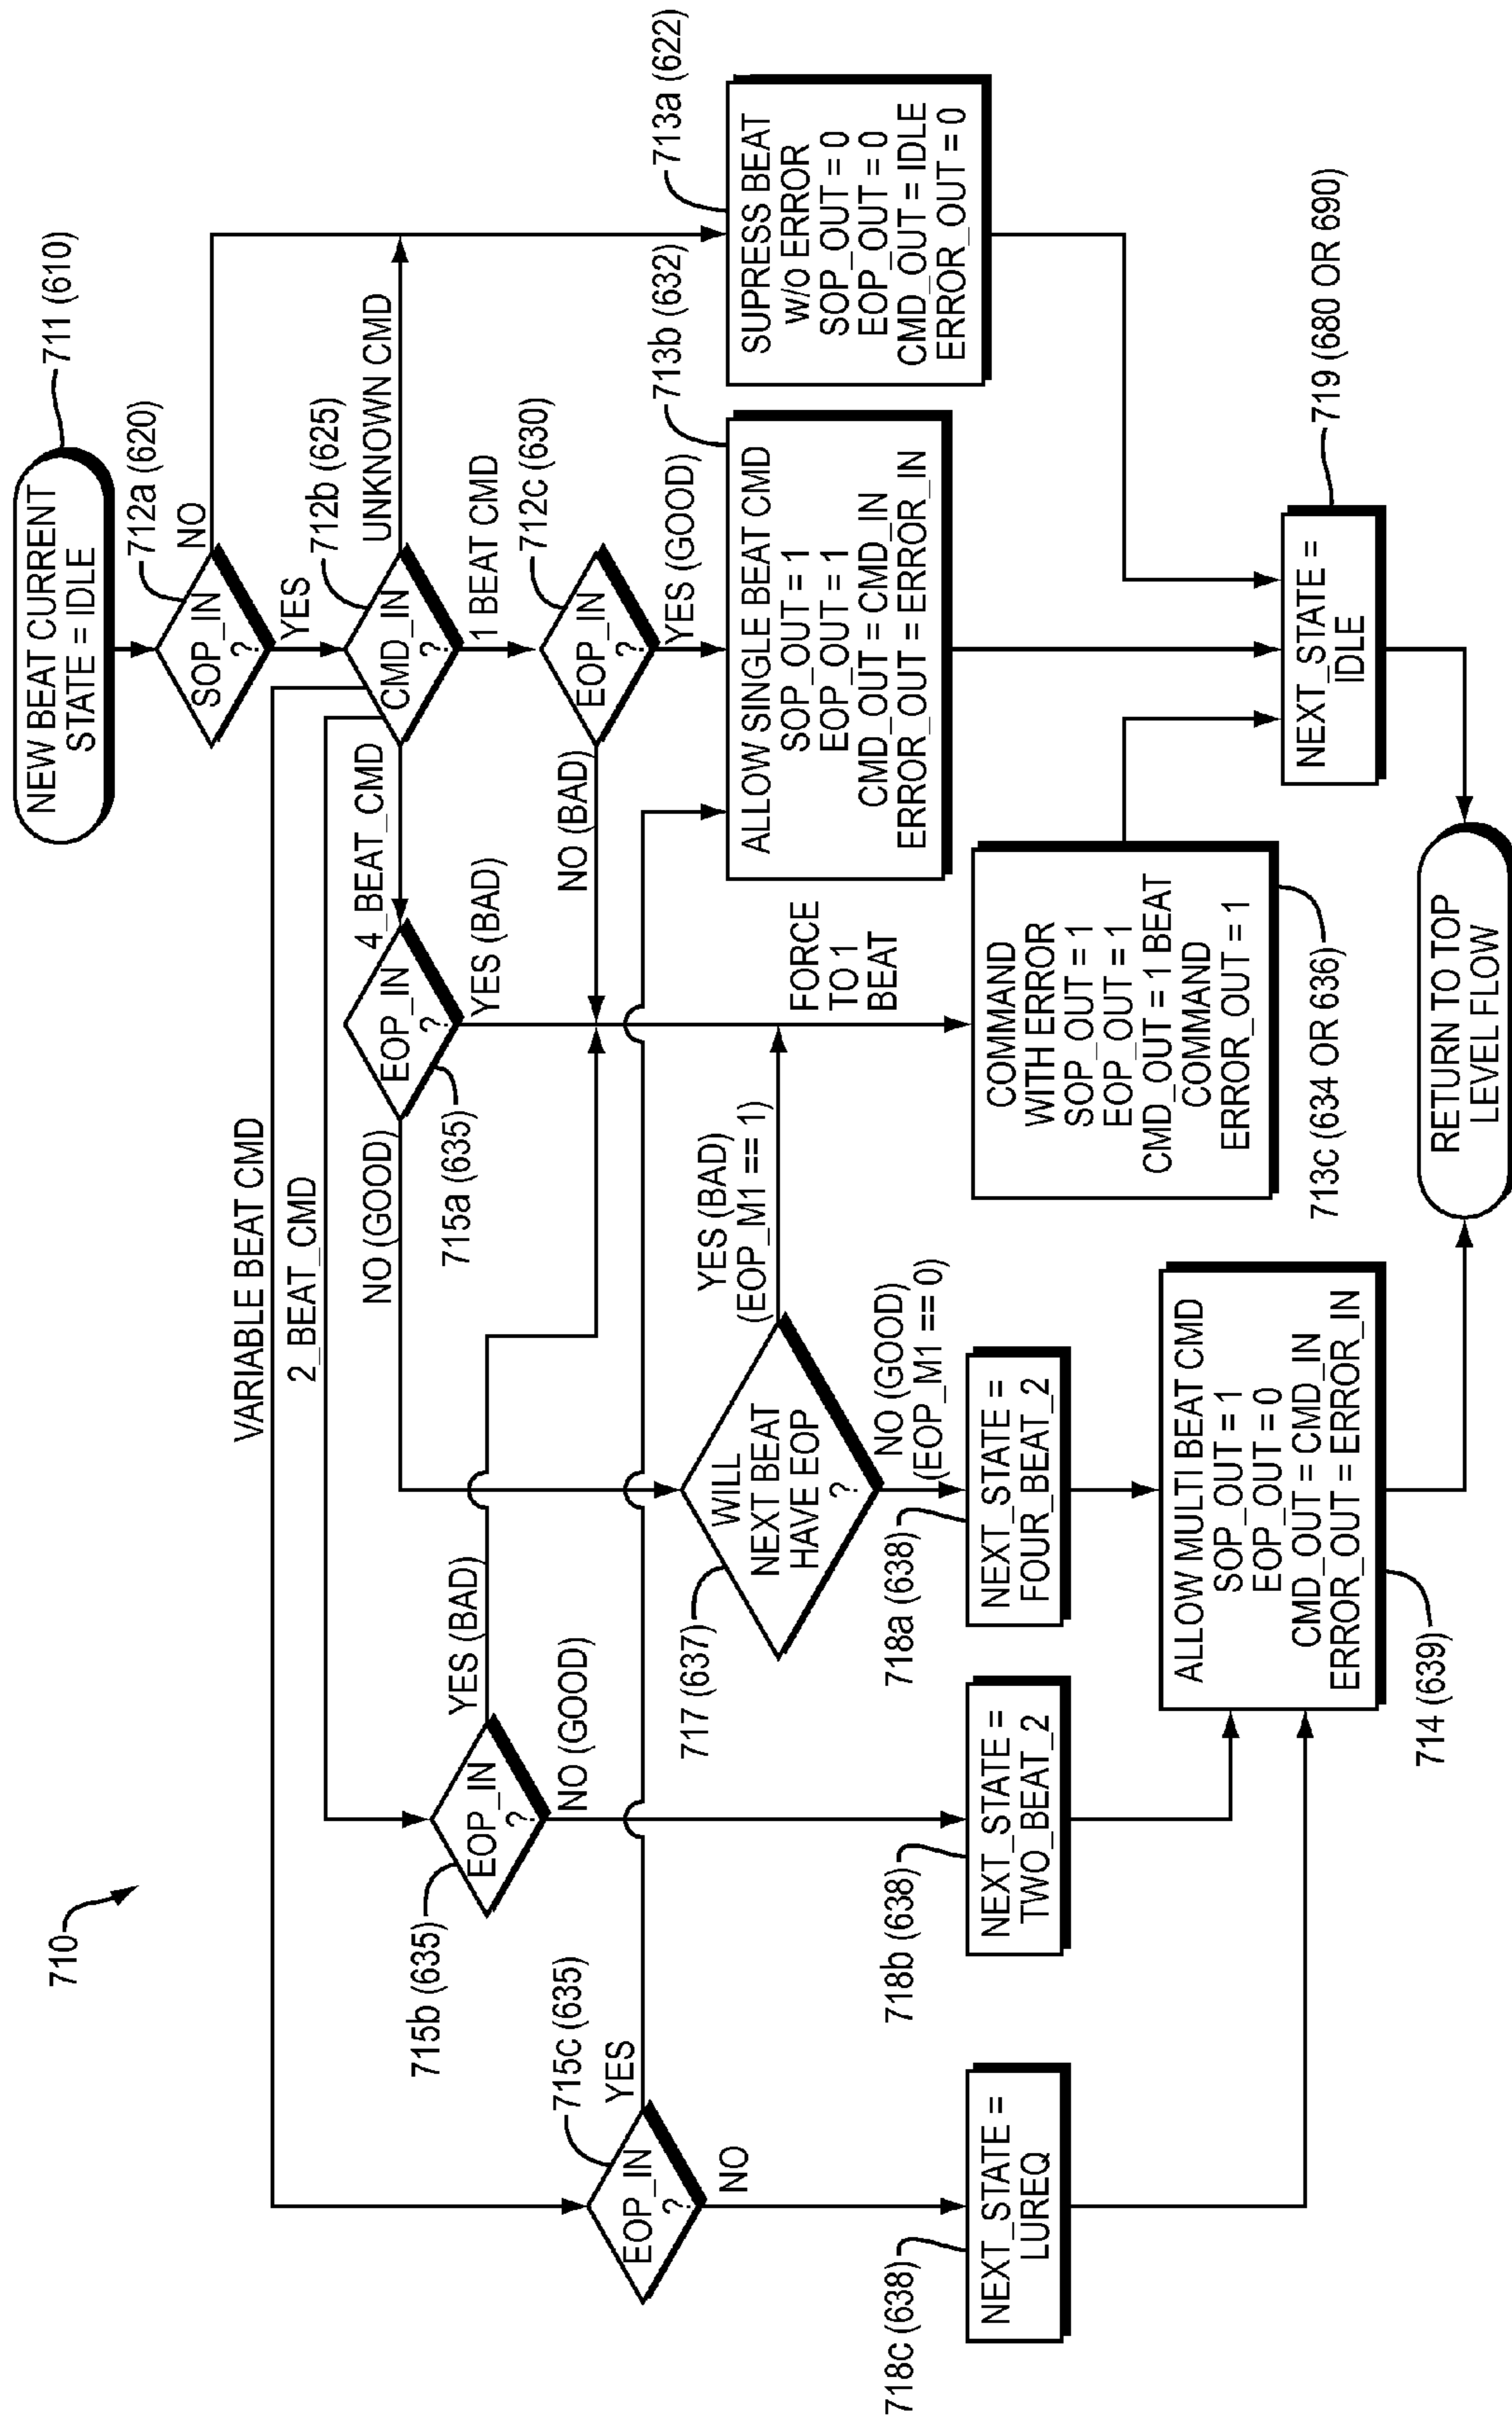 710
NEW BEAT CURRENT
STATE = IDLE
711 (610)
SOP_IN
?
712a (620)
NO
YES
CMD_IN
?
712b (625)
UNKNOWN CMD
VARIABLE BEAT CMD
2_BEAT_CMD
4_BEAT_CMD
1 BEAT CMD
EOP_IN
?
715c (635)
YES
NO
EOP_IN
?
715b (635)
YES (BAD)
NO (GOOD)
EOP_IN
?
715a (635)
NO (GOOD)
YES (BAD)
EOP_IN
?
712c (630)
NO (BAD)
YES (GOOD)
WILL
NEXT BEAT
HAVE EOP
?
717 (637)
YES (BAD)
(EOP_M1 == 1)
NO (GOOD)
(EOP_M1 == 0)
FORCE
TO 1
BEAT
ALLOW SINGLE BEAT CMD
SOP_OUT = 1
EOP_OUT = 1
CMD_OUT = CMD_IN
ERROR_OUT = ERROR_IN
713b (632)
SUPRESS BEAT
W/O ERROR
SOP_OUT = 0
EOP_OUT = 0
CMD_OUT = IDLE
ERROR_OUT = 0
713a (622)
NEXT_STATE =
LUREQ
718c (638)
NEXT_STATE =
TWO_BEAT_2
718b (638)
NEXT_STATE =
FOUR_BEAT_2
718a (638)
COMMAND
WITH ERROR
SOP_OUT = 1
EOP_OUT = 1
CMD_OUT = 1 BEAT
COMMAND
ERROR_OUT = 1
713c (634 OR 636)
ALLOW MULTI BEAT CMD
SOP_OUT = 1
EOP_OUT = 0
CMD_OUT = CMD_IN
ERROR_OUT = ERROR_IN
714 (639)
NEXT_STATE =
IDLE
719 (680 OR 690)
RETURN TO TOP
LEVEL FLOW